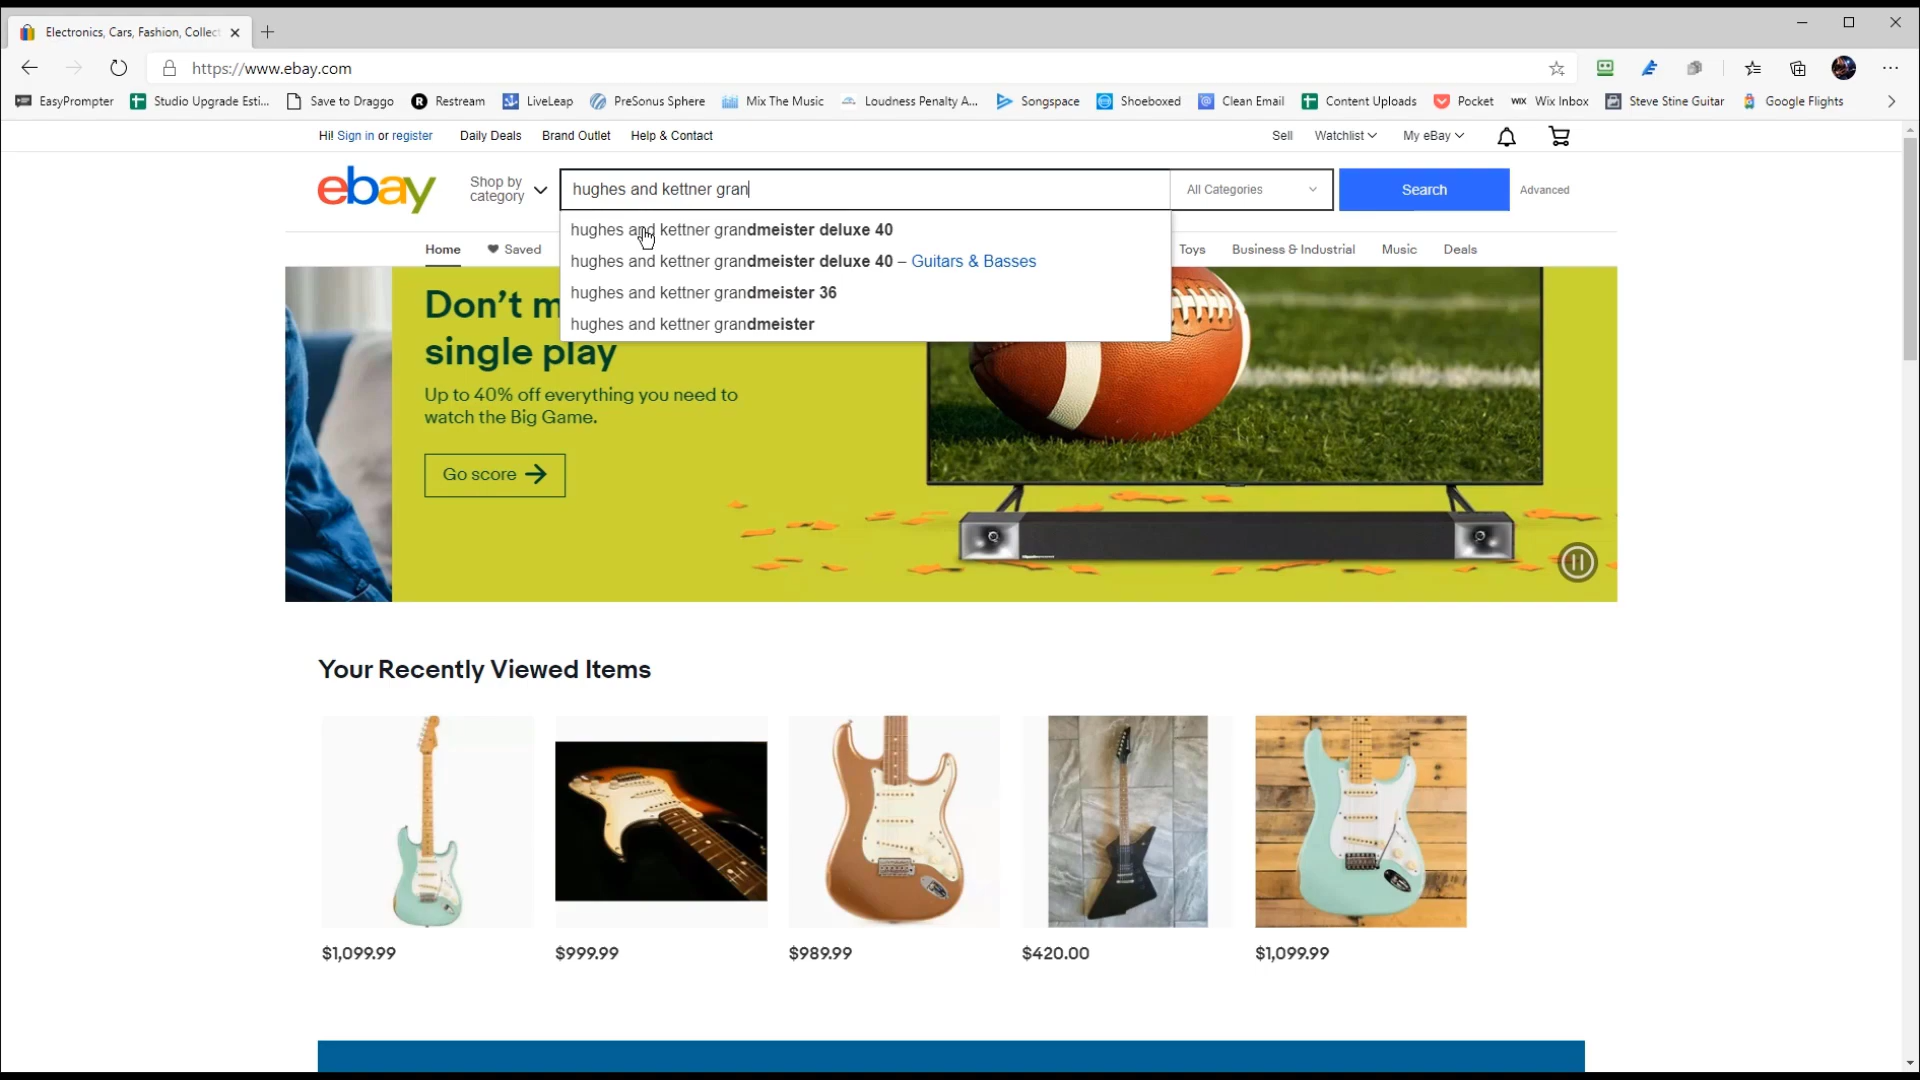 Electronics, Cars, Fashion, Collect
https://www.ebay.com
EasyPrompter
Studio Upgrade Esti...
Save to Draggo
Restream
LiveLeap
PreSonus Sphere
Mix The Music
Loudness Penalty A...
Songspace
Shoeboxed
Clean Email
Content Uploads
Pocket
WIX Wix Inbox
Steve Stine Guitar
Google Flights
Hi! Sign in or register
Daily Deals
Brand Outlet
Help & Contact
Sell
Watchlist
My eBay
ebay
Shop by
category
hughes and kettner gran
All Categories
Search
Advanced
hughes and kettner grandmeister deluxe 40
hughes and kettner grandmeister deluxe 40 – Guitars & Basses
hughes and kettner grandmeister 36
hughes and kettner grandmeister
Home
Saved
Toys
Business & Industrial
Music
Deals
Don't m
single play
Up to 40% off everything you need to
watch the Big Game.
Go score
Your Recently Viewed Items
$1,099.99
$999.99
$989.99
$420.00
$1,099.99